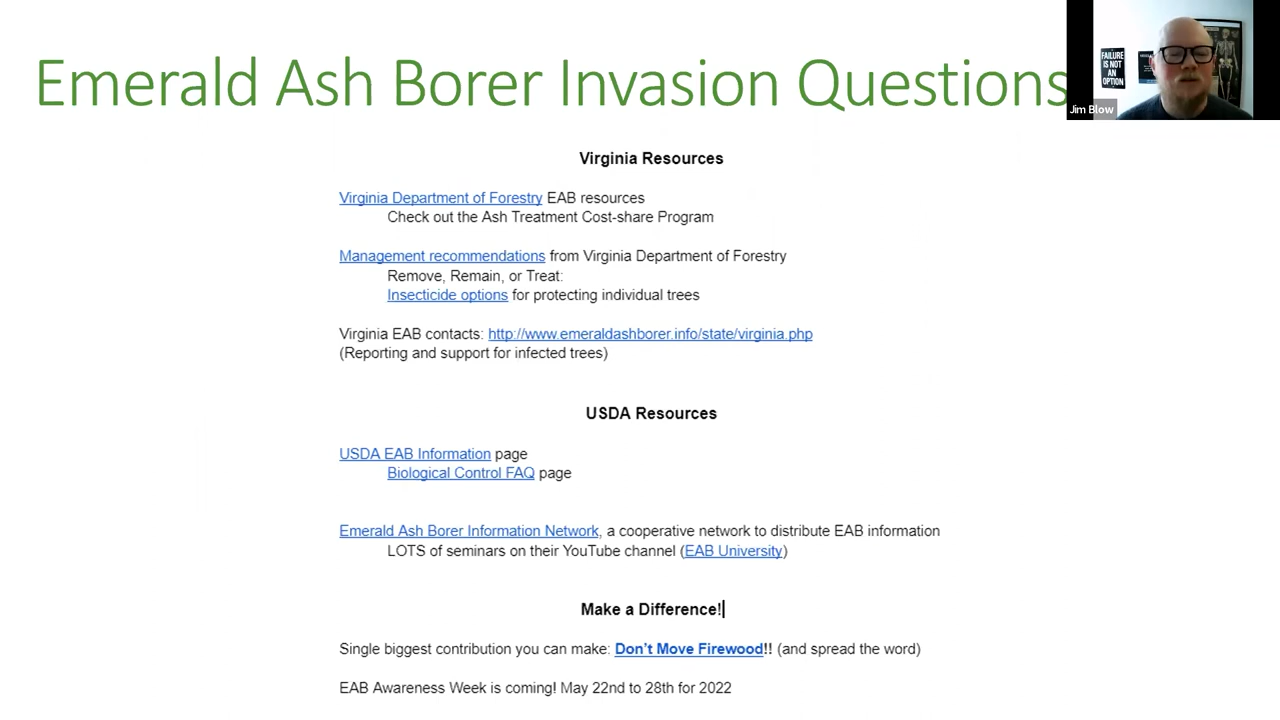 Emerald Ash Borer Invasion Questions
FAILURE
IS NOT
AN
OPTION
Jim Blow
Virginia Resources
Virginia Department of Forestry EAB resources
Check out the Ash Treatment Cost-share Program
Management recommendations from Virginia Department of Forestry
Remove, Remain, or Treat:
Insecticide options for protecting individual trees
Virginia EAB contacts: http://www.emeraldashborer.info/state/virginia.php
(Reporting and support for infected trees)
USDA Resources
USDA EAB Information page
Biological Control FAQ page
Emerald Ash Borer Information Network, a cooperative network to distribute EAB information
LOTS of seminars on their YouTube channel (EAB University)
Make a Difference!
Single biggest contribution you can make: Don't Move Firewood!! (and spread the word)
EAB Awareness Week is coming! May 22nd to 28th for 2022